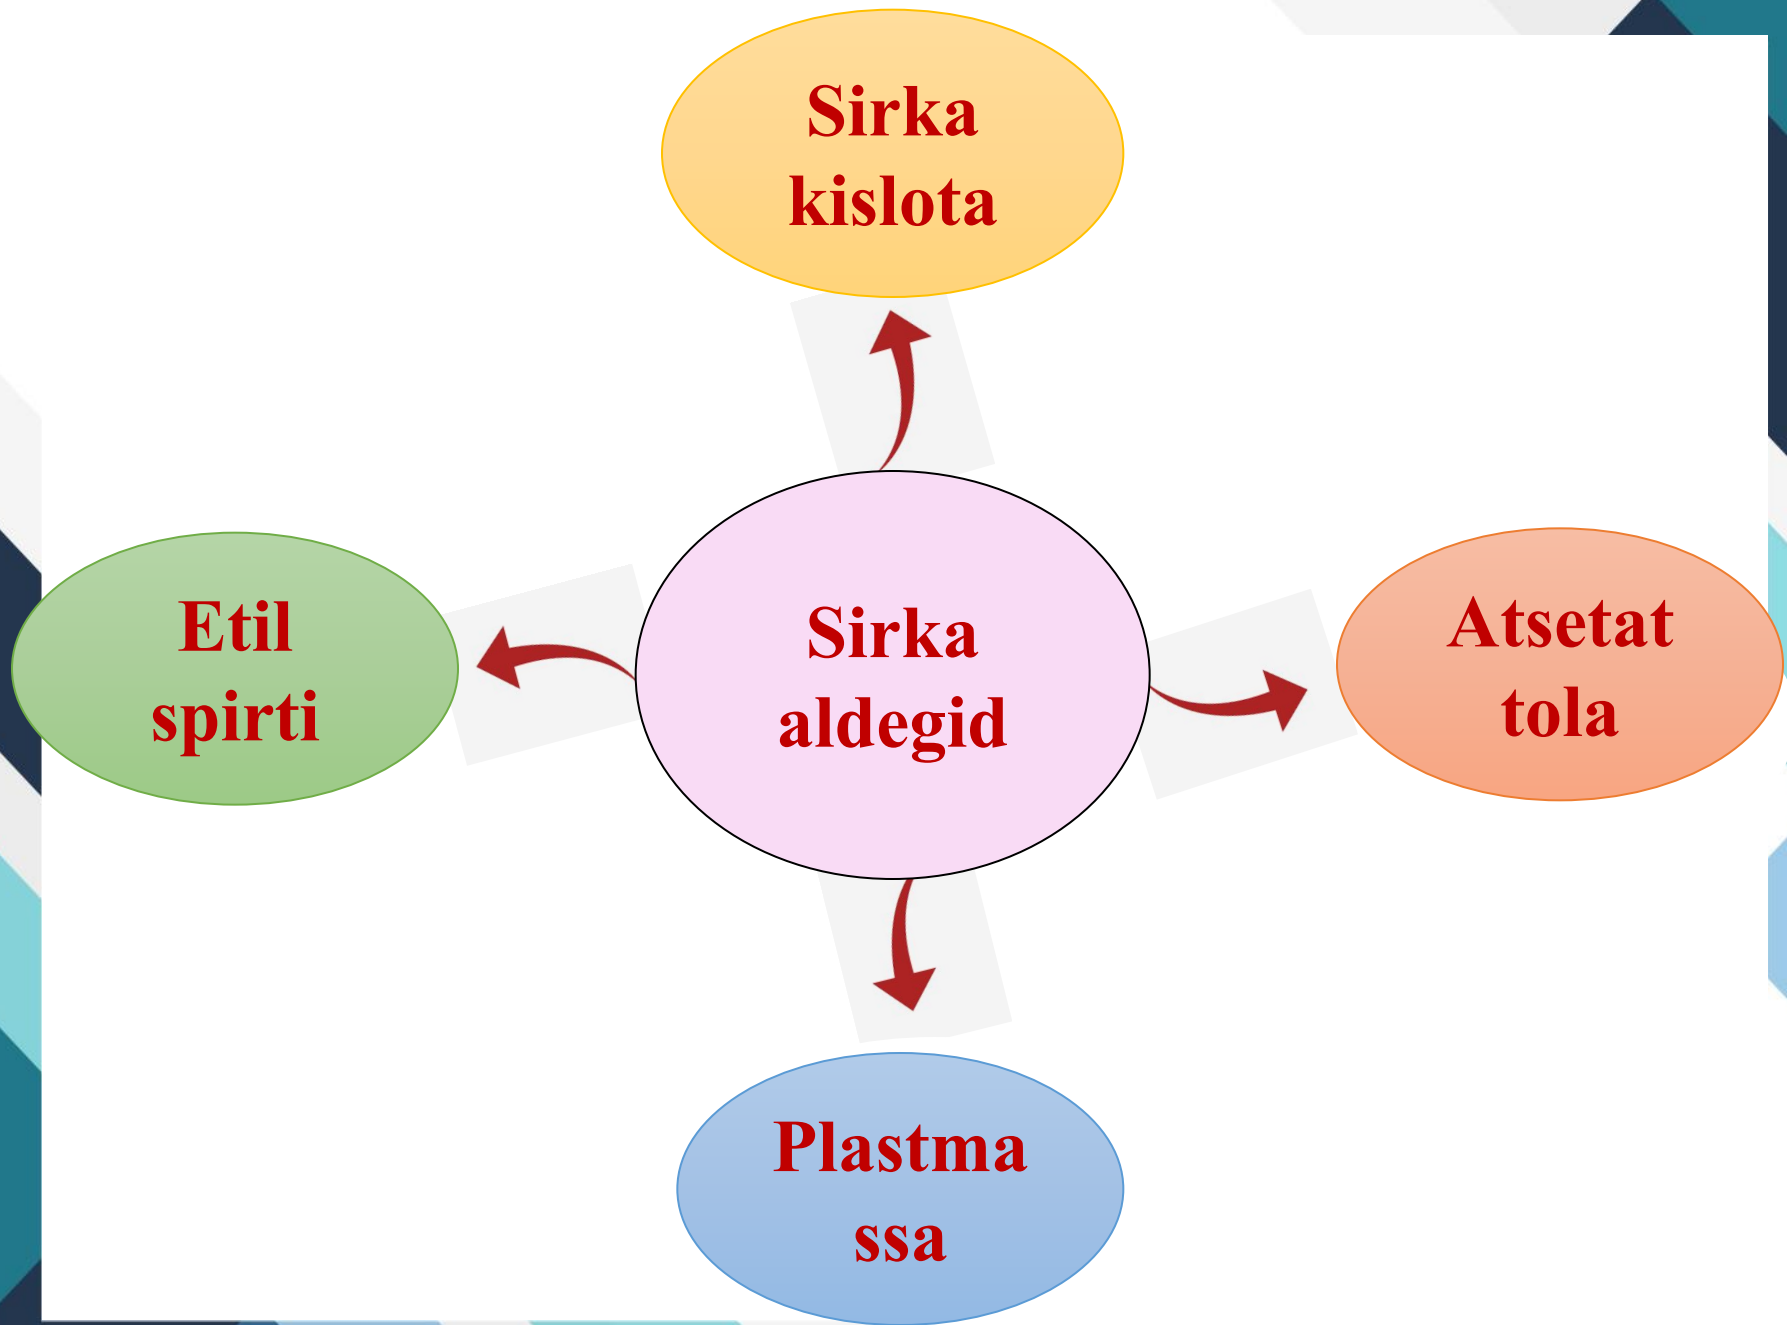 Sirka
kislota
Etil
spirti
Sirka
aldegid
Atsetat
tola
Plastma
ssa